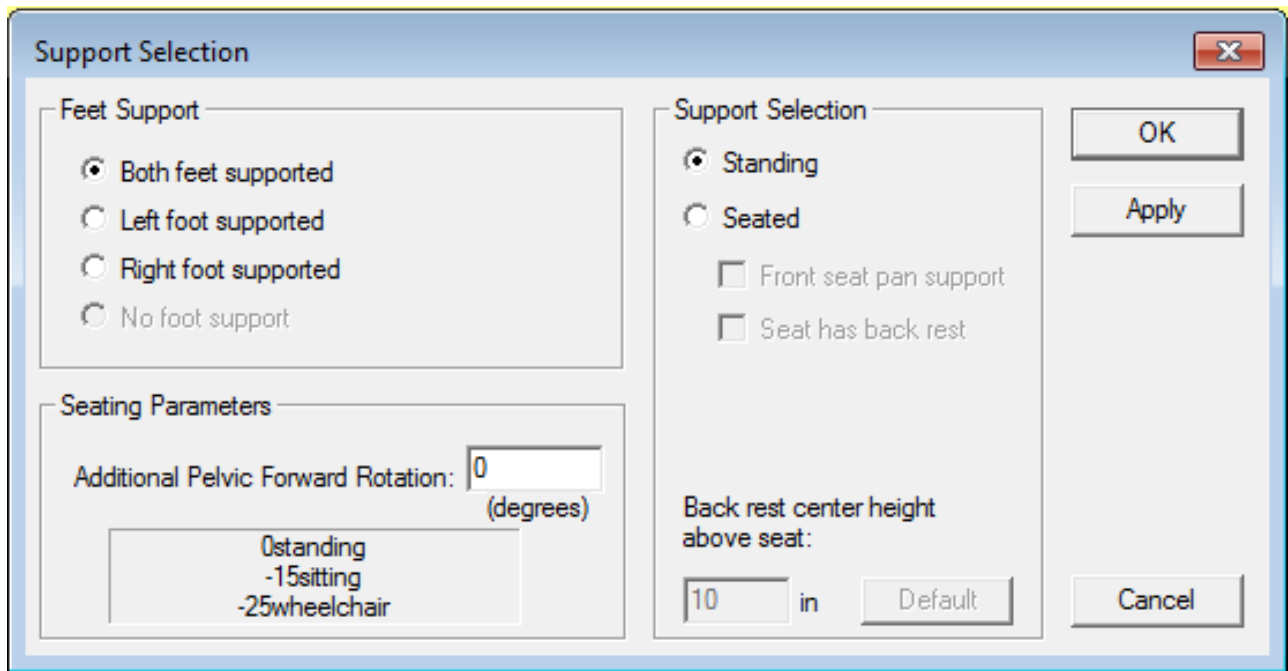 Support Selection
Feet Support
Both feet supported
Left foot supported
Right foot supported
No foot support
Seating Parameters
Additional Pelvic Forward Rotation: 0
(degrees)
0standing
-15sitting
-25wheelchair
Support Selection
Standing
Seated
Front seat pan support
Seat has back rest
Back rest center height
above seat:
10 in Default
OK
Apply
Cancel